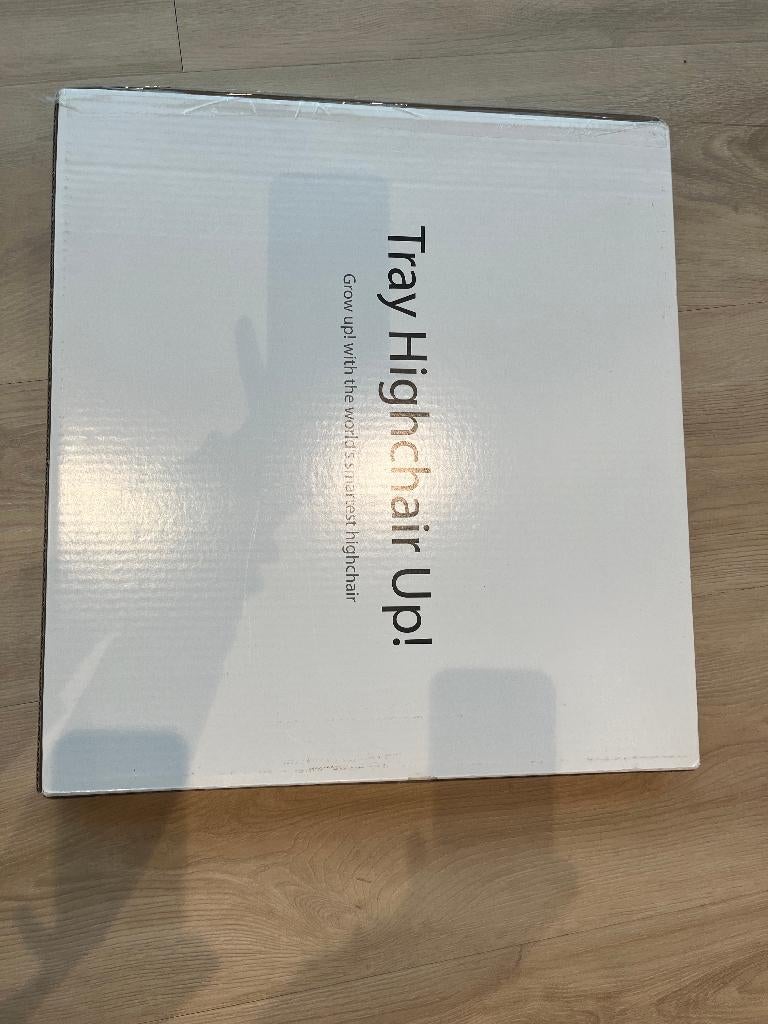 Tray Highchair Up!
Grow up! with the world's smartest highchair